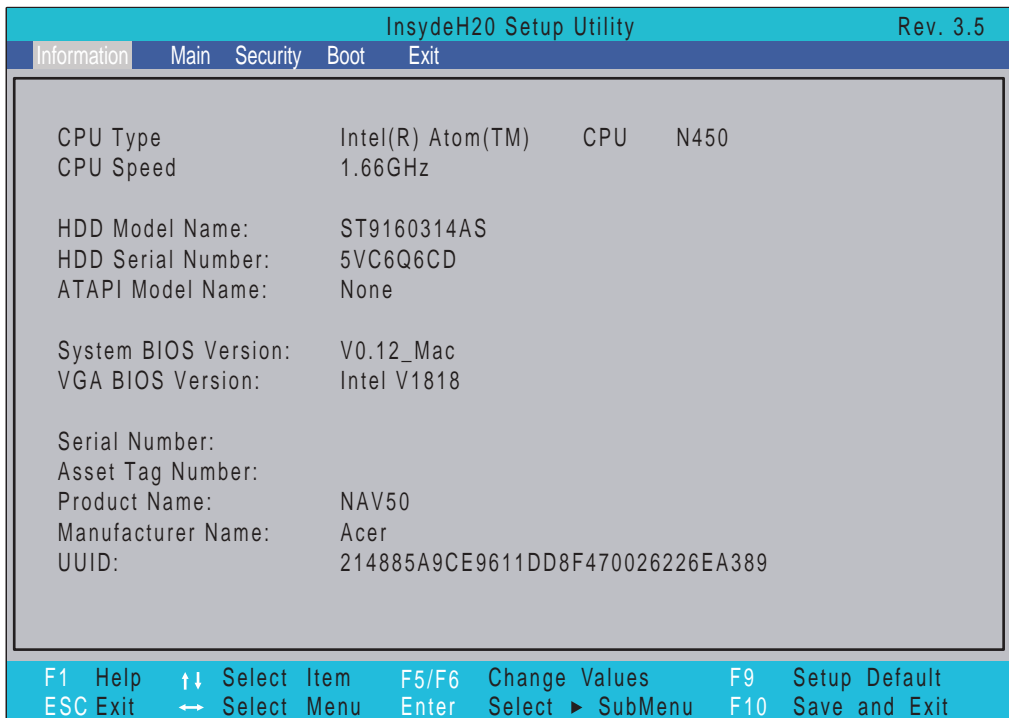 InsydeH20 Setup Utility Rev. 3.5
Information Main Security Boot Exit
CPU Type Intel(R) Atom(TM) CPU N450
CPU Speed 1.66GHz
HDD Model Name: ST9160314AS
HDD Serial Number: 5VC6Q6CD
ATAPI Model Name: None
System BIOS Version: V0.12_Mac
VGA BIOS Version: Intel V1818
Serial Number:
Asset Tag Number:
Product Name: NAV50
Manufacturer Name: Acer
UUID: 214885A9CE9611DD8F470026226EA389
F1 Help ↑↓ Select Item F5/F6 Change Values F9 Setup Default
ESC Exit ↔ Select Menu Enter Select ► SubMenu F10 Save and Exit